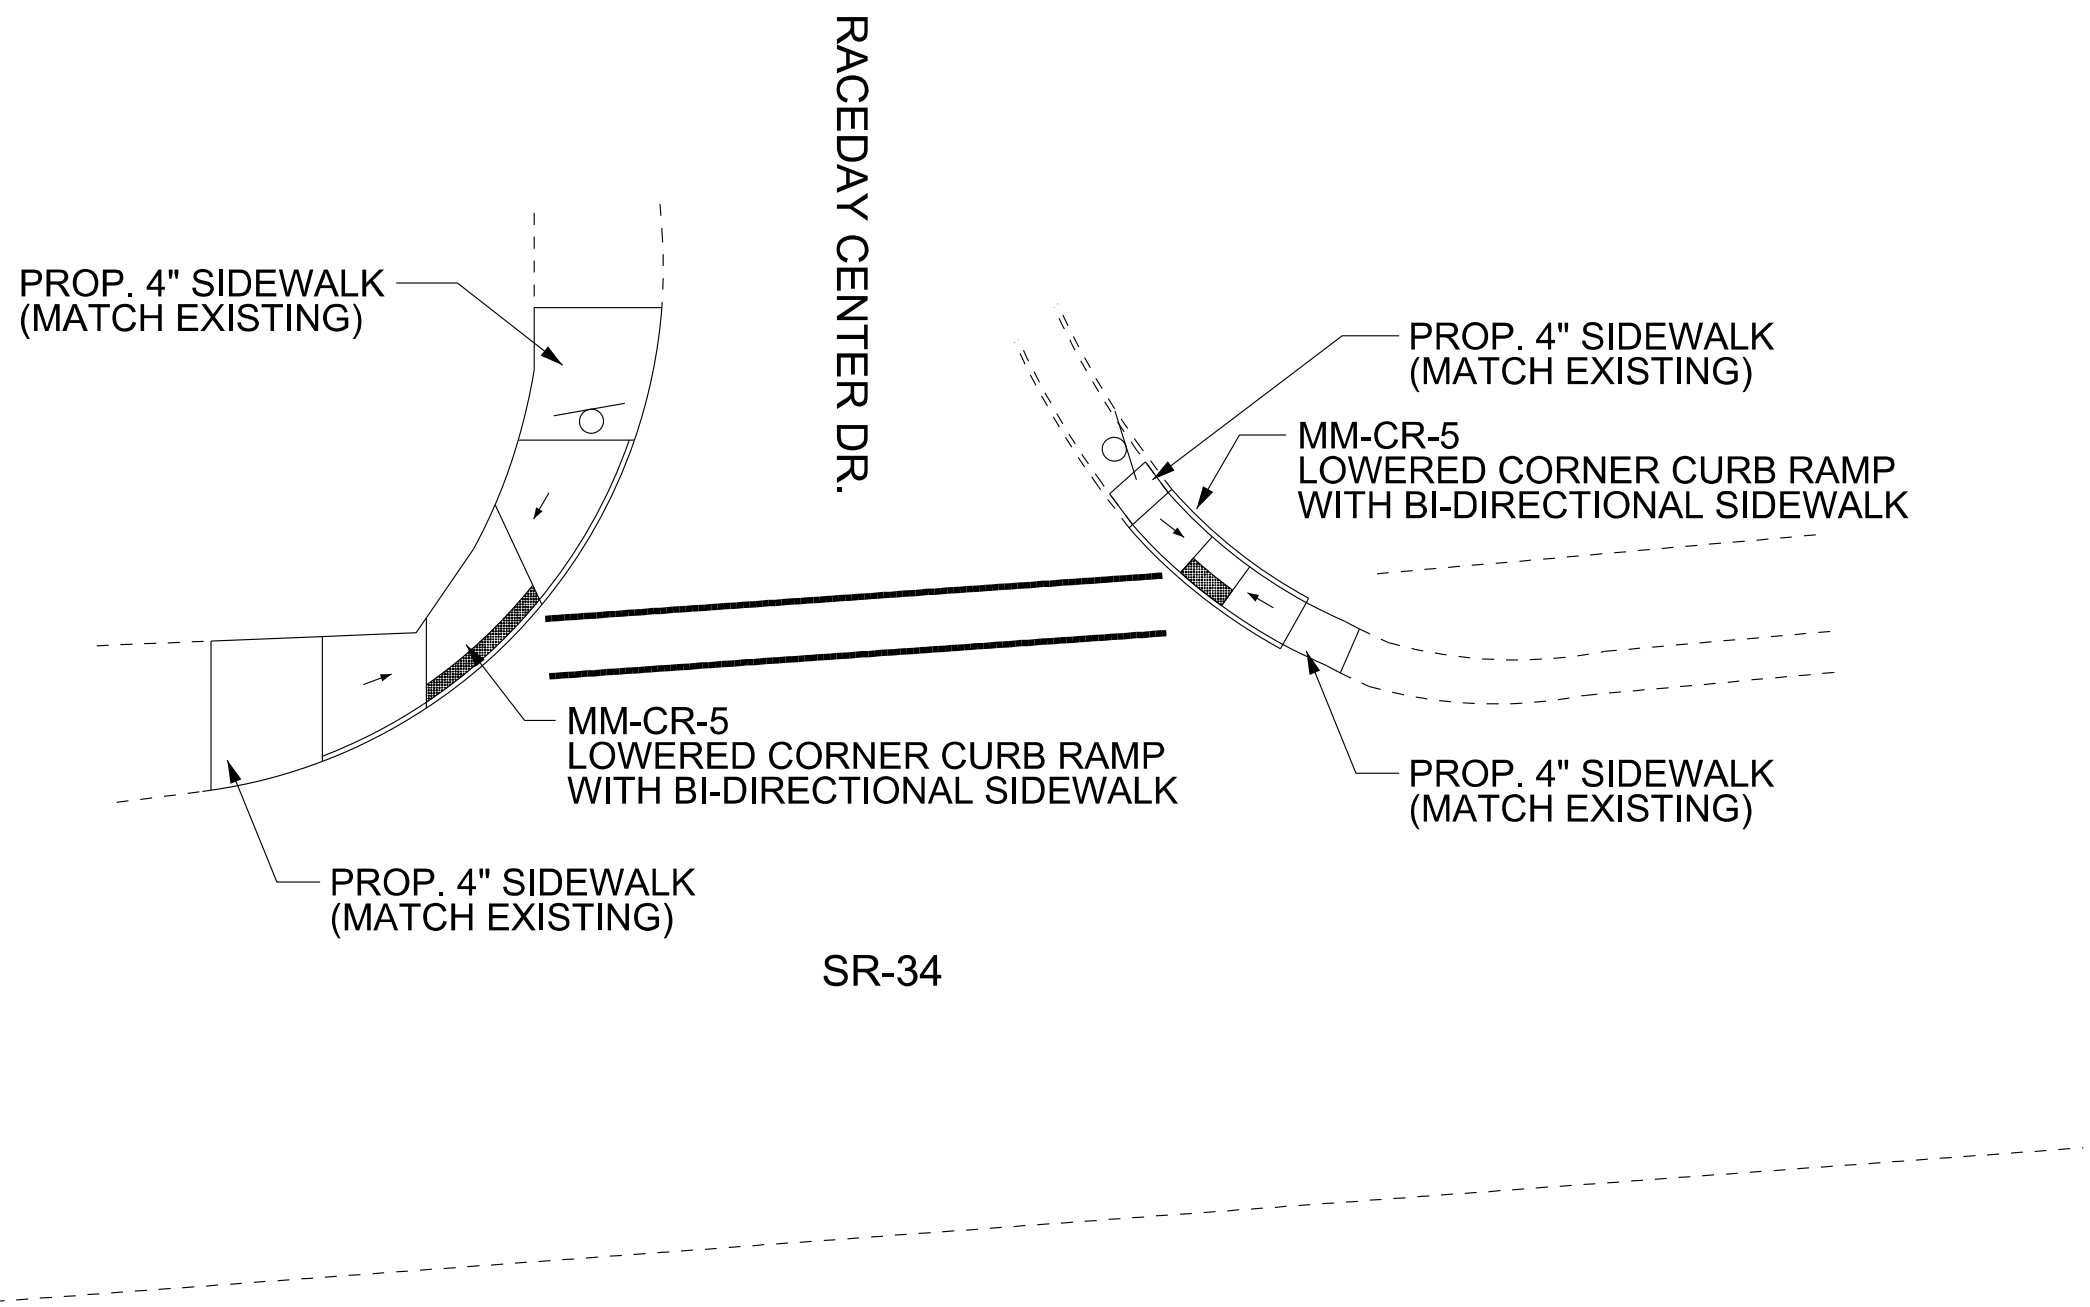 RACEDAY CENTER DR.
PROP. 4" SIDEWALK
(MATCH EXISTING)
PROP. 4" SIDEWALK
(MATCH EXISTING)
MM-CR-5
LOWERED CORNER CURB RAMP
WITH BI-DIRECTIONAL SIDEWALK
MM-CR-5
LOWERED CORNER CURB RAMP
WITH BI-DIRECTIONAL SIDEWALK
PROP. 4" SIDEWALK
(MATCH EXISTING)
PROP. 4" SIDEWALK
(MATCH EXISTING)
SR-34